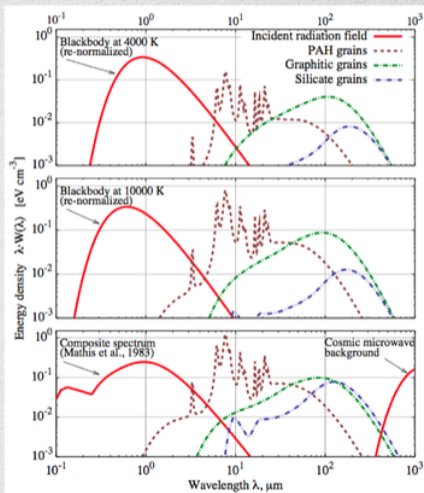 10⁻¹ 10⁰ 10¹ 10² 10³
10⁰
10⁻¹
10⁻²
10⁻³
Blackbody at 4000 K
(re-normalized)
Incident radiation field
PAH grains
Graphitic grains
Silicate grains
10⁰
10⁻¹
10⁻²
10⁻³
Blackbody at 10000 K
(re-normalized)
Energy density λ·W(λ) [eV cm⁻³]
10⁰
10⁻¹
10⁻²
10⁻³
Composite spectrum
(Mathis et al., 1983)
Cosmic microwave
background
10⁻¹ 10⁰ 10¹ 10² 10³
Wavelength λ, μm